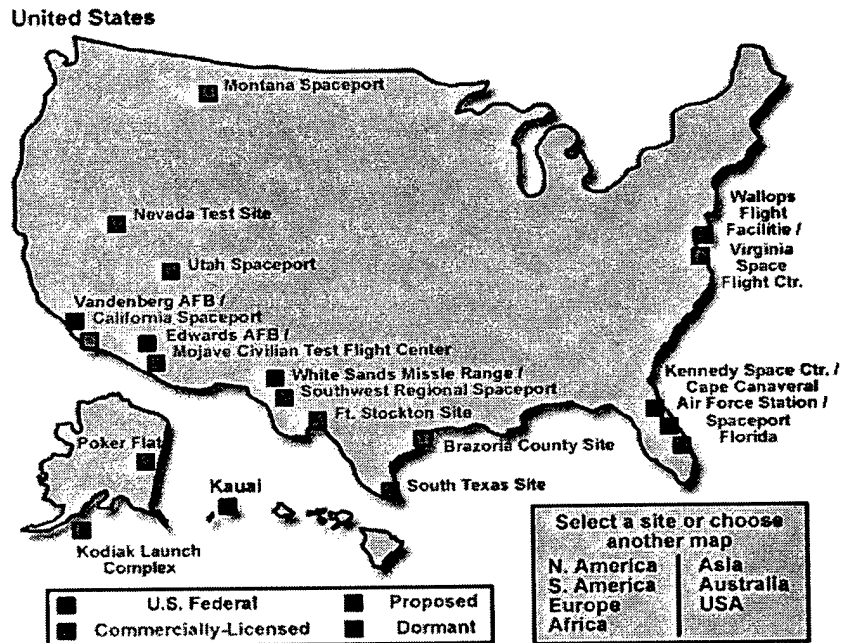 United States
Montana Spaceport
Nevada Test Site
Utah Spaceport
Vandenberg AFB /
California Spaceport
Edwards AFB /
Mojave Civilian Test Flight Center
White Sands Missle Range /
Southwest Regional Spaceport
Ft. Stockton Site
Brazoria County Site
South Texas Site
Wallops
Flight
Facilitie /
Virginia
Space
Flight Ctr.
Kennedy Space Ctr. /
Cape Canaveral
Air Force Station /
Spaceport
Florida
Poker Flat
Kodiak Launch
Complex
Kauai
U.S. Federal
Proposed
Commercially-Licensed
Dormant
Select a site or choose
another map
N. America
Asia
S. America
Australia
Europe
USA
Africa